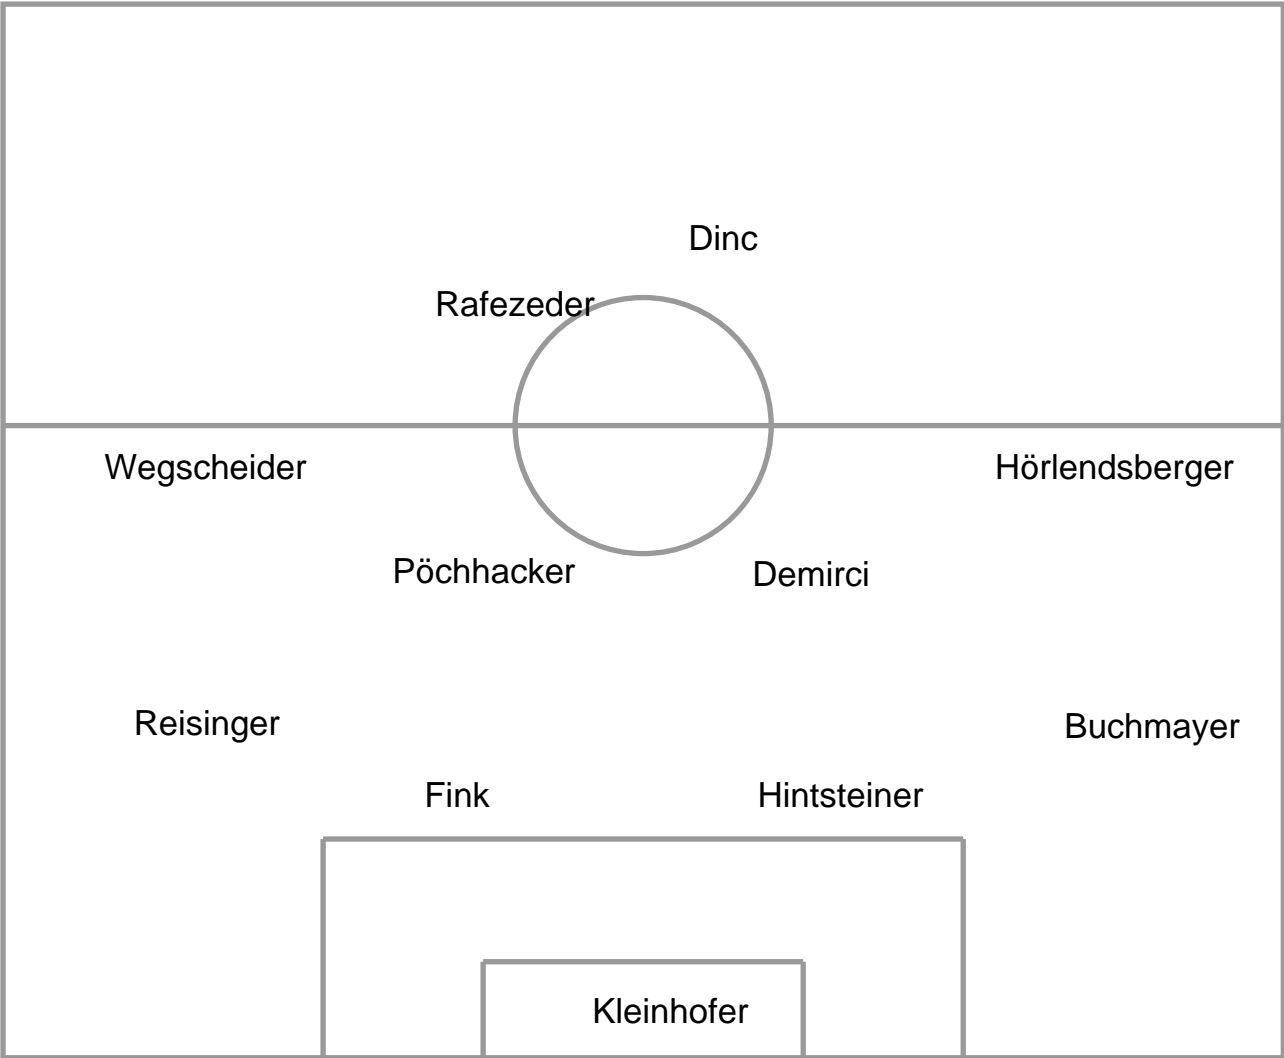 Dinc
Rafezeder
Wegscheider
Hörlendsberger
Pöchhacker
Demirci
Reisinger
Buchmayer
Fink
Hintsteiner
Kleinhofer